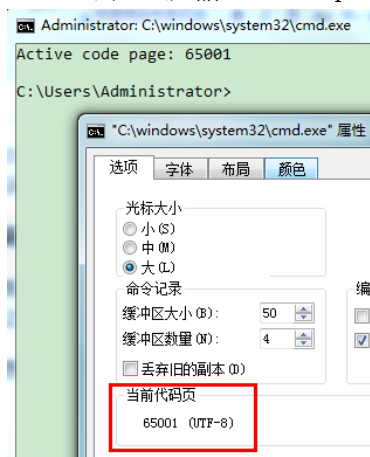 Administrator: C:\windows\system32\cmd.exe
Active code page: 65001
C:\Users\Administrator>
"C:\windows\system32\cmd.exe" 属性
选项 字体 布局 颜色
光标大小
小(S)
中(M)
大(L)
命令记录
缓冲区大小(B): 50
缓冲区数量(N): 4
丢弃旧的副本(D)
编
当前代码页
65001 (UTF-8)